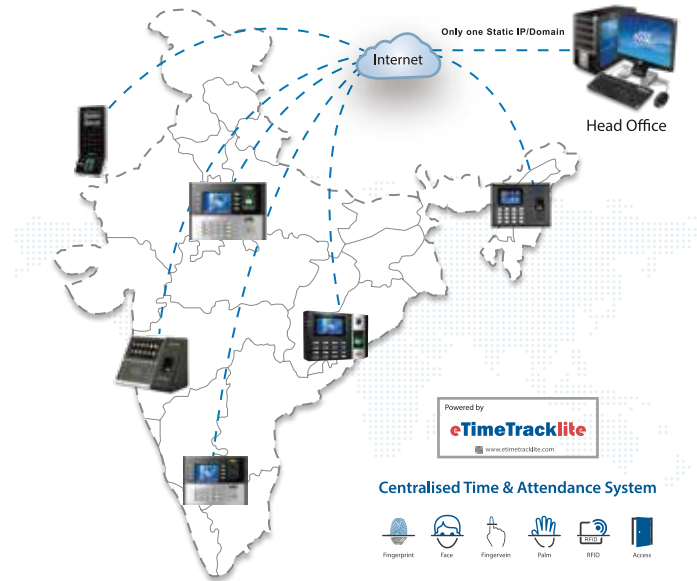 Only one Static IP/Domain
Internet
Head Office
Powered by
eTimeTracklite
www.etimetracklite.com
Centralised Time & Attendance System
Fingerprint
Face
Fingervein
Palm
RFID
RFID
Access